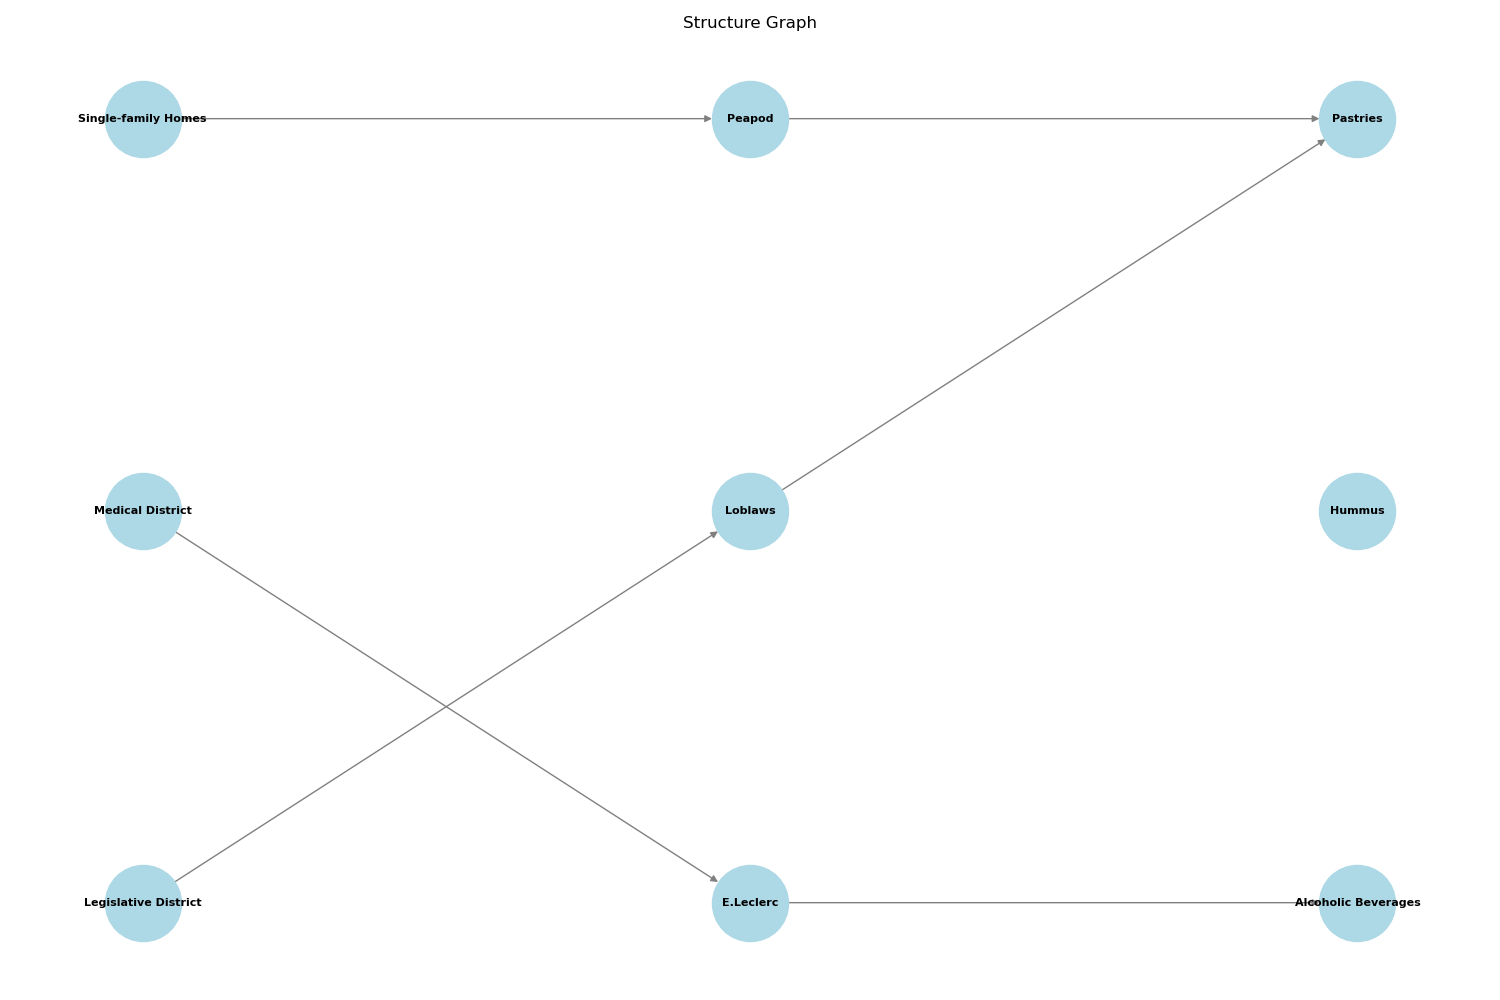 Structure Graph
Single-family Homes
Peapod
Pastries
Medical District
Loblaws
Hummus
Legislative District
E.Leclerc
Alcoholic Beverages